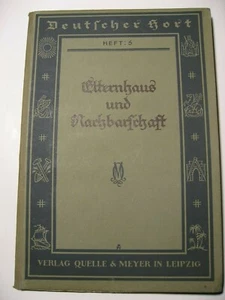 Deutscher Hort
HEFT: 5
Elternhaus
und
Nachbarschaft
A
VERLAG QUELLE & MEYER IN LEIPZIG